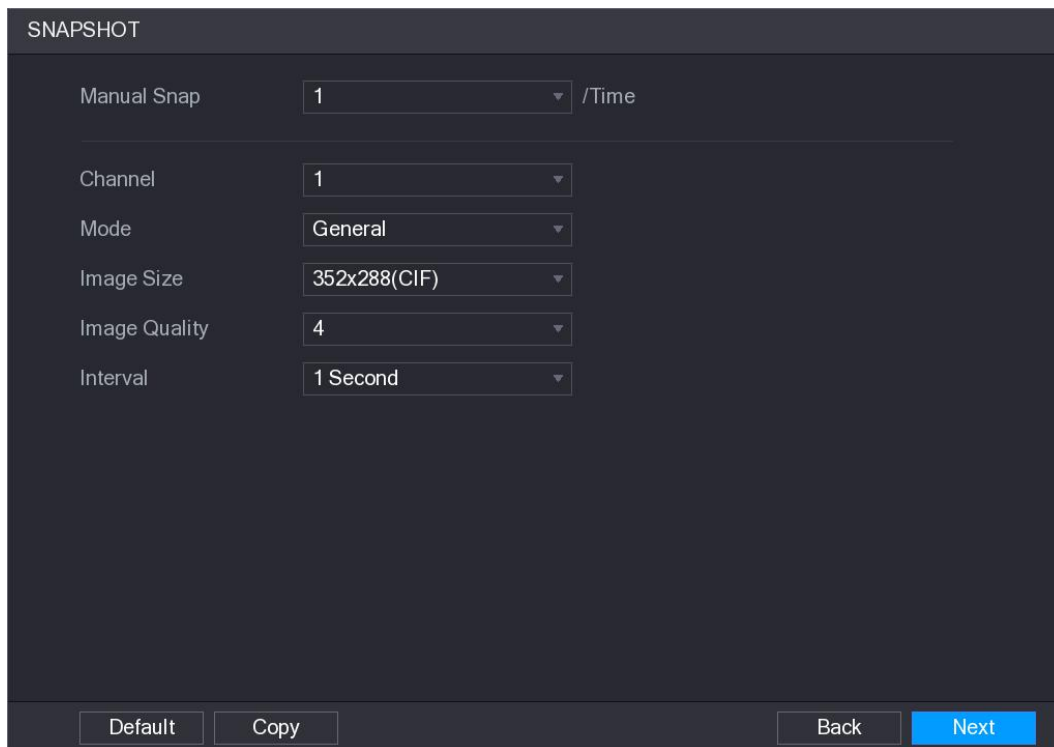 SNAPSHOT
Manual Snap 1 /Time
Channel 1
Mode General
Image Size 352x288(CIF)
Image Quality 4
Interval 1 Second
Default Copy Back Next